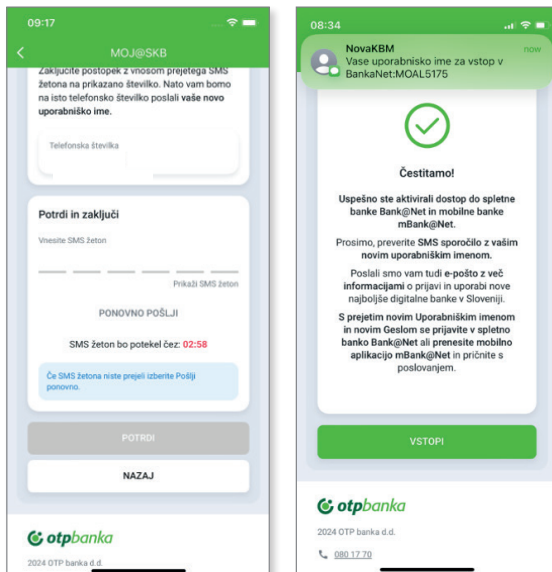 09:17
MOJ@SKB
Zaključite postopek z vnosom prejetega SMS
žetona na prikazano številko. Nato vam bomo
na isto telefonsko številko poslali vaše novo
uporabniško ime.
Telefonska številka
Potrdi in zaključi
Vnesite SMS žeton
Prikaži SMS žeton
PONOVNO POŠLJI
SMS žeton bo potekel čez: 02:58
Če SMS žetona niste prejeli izberite Pošlji
ponovno.
POTRDI
NAZAJ
otpbanka
2024 OTP banka d.d.
08:34
NovaKBM
now
Vase uporabnisko ime za vstop v
BankaNet:MOAL5175
Čestitamo!
Uspešno ste aktivirali dostop do spletne
banke Bank@Net in mobilne banke
mBank@Net.
Prosimo, preverite SMS sporočilo z vašim
novim uporabniškim imenom.
Poslali smo vam tudi e-pošto z več
informacijami o prijavi in uporabi nove
najboljše digitalne banke v Sloveniji.
S prejetim novim Uporabniškim imenom
in novim Geslom se prijavite v spletno
banko Bank@Net ali prenesite mobilno
aplikacijo mBank@Net in pričnite s
poslovanjem.
VSTOPI
otpbanka
2024 OTP banka d.d.
080 17 70